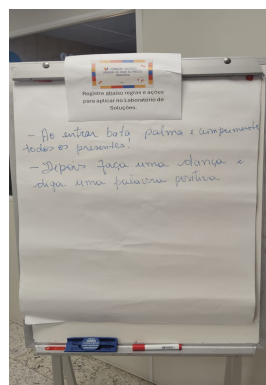 Registre abaixo regras e ações
para aplicar no Laboratório de
Soluções.
- Ao entrar bata palma e cumprimente
todos os presentes.
- Depois faça uma dança e
diga uma palavra positiva